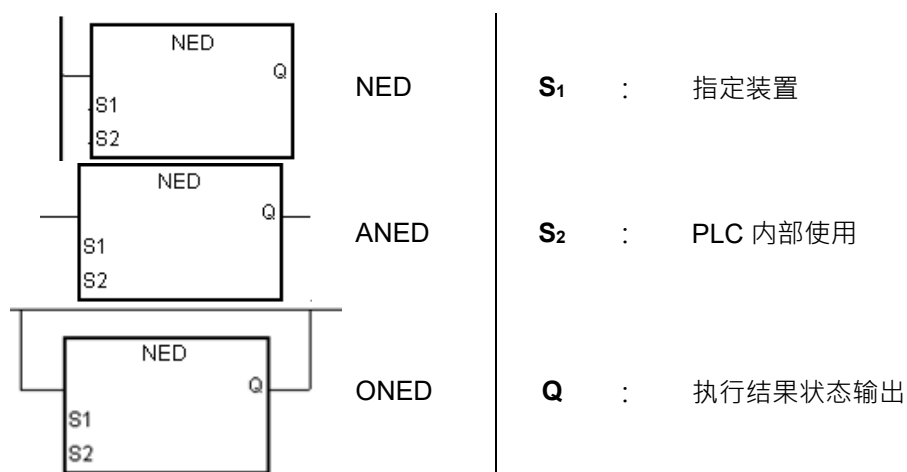 NED
Q
S1
S2
NED
S1 : 指定装置
NED
Q
S1
S2
ANED
S2 : PLC 内部使用
NED
Q
S1
S2
ONED
Q : 执行结果状态输出